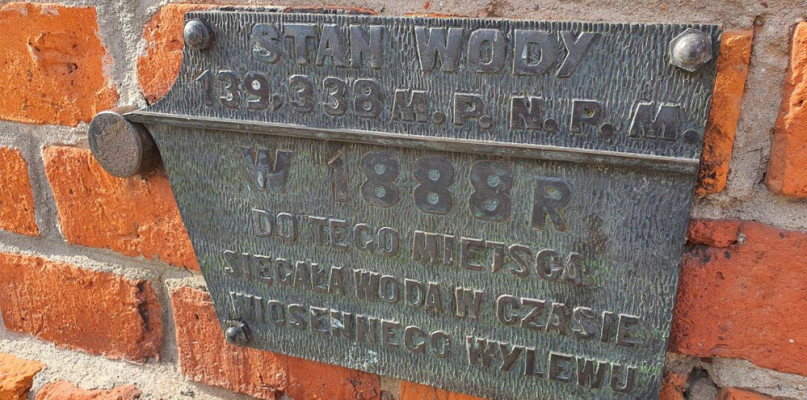 STAN WODY
139,338 M. P. N. P. M.
W 1888 R
DO TEGO MIEJSCA
SIĘGAŁA WODA W CZASIE
WIOSENNEGO WYLEWU